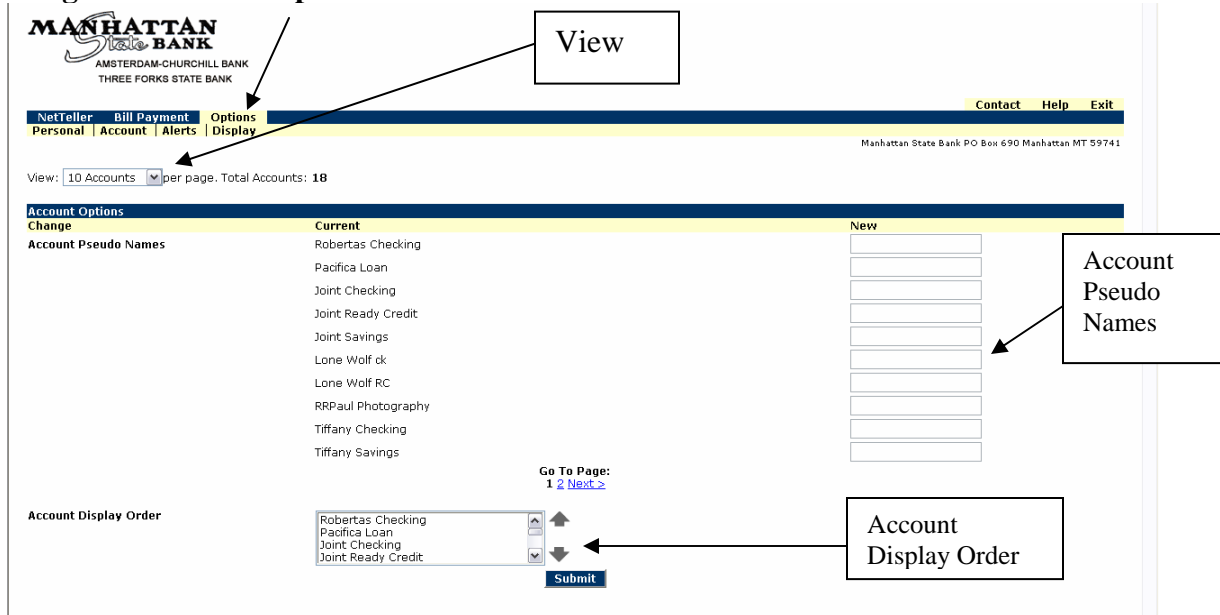 MANHATTAN
State BANK
AMSTERDAM-CHURCHILL BANK
THREE FORKS STATE BANK
View
Contact Help Exit
NetTeller Bill Payment Options
Personal | Account | Alerts | Display
Manhattan State Bank PO Box 690 Manhattan MT 59741
View: 10 Accounts per page. Total Accounts: 18
Account Options
Change Current New
Account Pseudo Names Robertas Checking
Pacifica Loan
Joint Checking
Joint Ready Credit
Joint Savings
Lone Wolf ck
Lone Wolf RC
RRPaul Photography
Tiffany Checking
Tiffany Savings
Account
Pseudo
Names
Go To Page:
1 2 Next >
Account Display Order
Robertas Checking
Pacifica Loan
Joint Checking
Joint Ready Credit
Submit
Account
Display Order